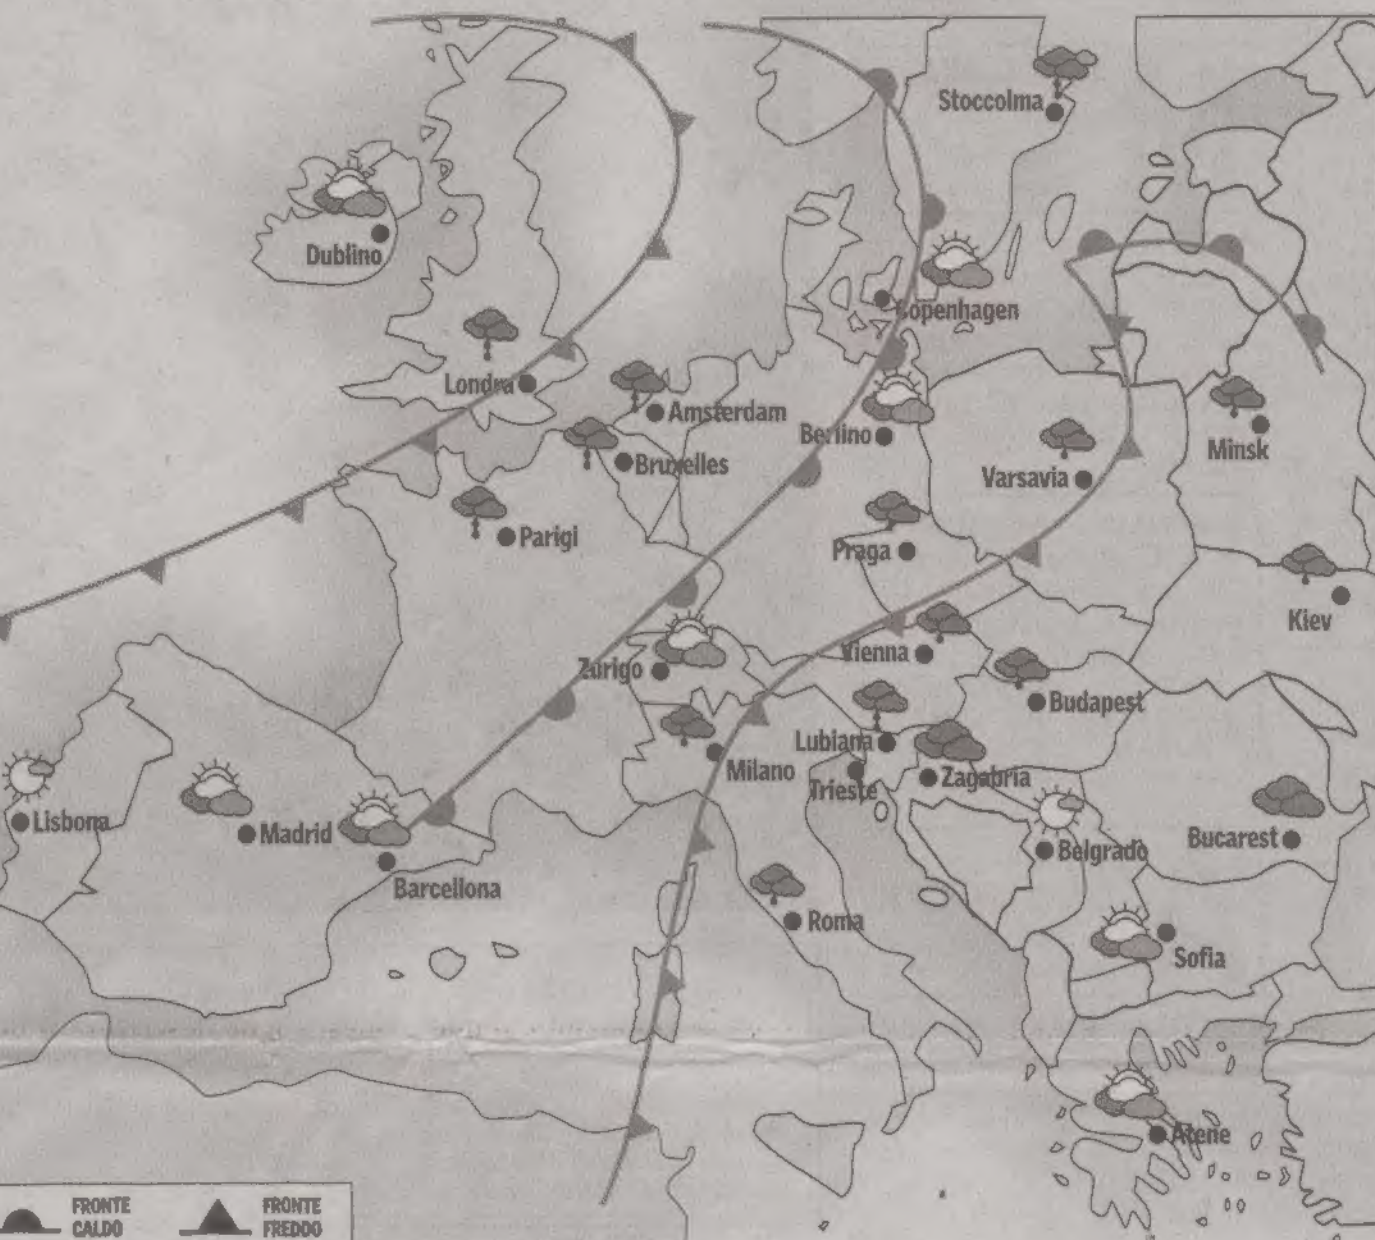 Stoccolma
Dublino
Copenhagen
Londra
Amsterdam
Berlino
Minsk
Bruxelles
Varsavia
Parigi
Praga
Kiev
Vienna
Zurigo
Budapest
Lubiana
Milano
Zagabria
Trieste
Lisbona
Madrid
Bucarest
Belgrado
Barcellona
Roma
Sofia
Atene
FRONTE
CALDO
FRONTE
FREDDO